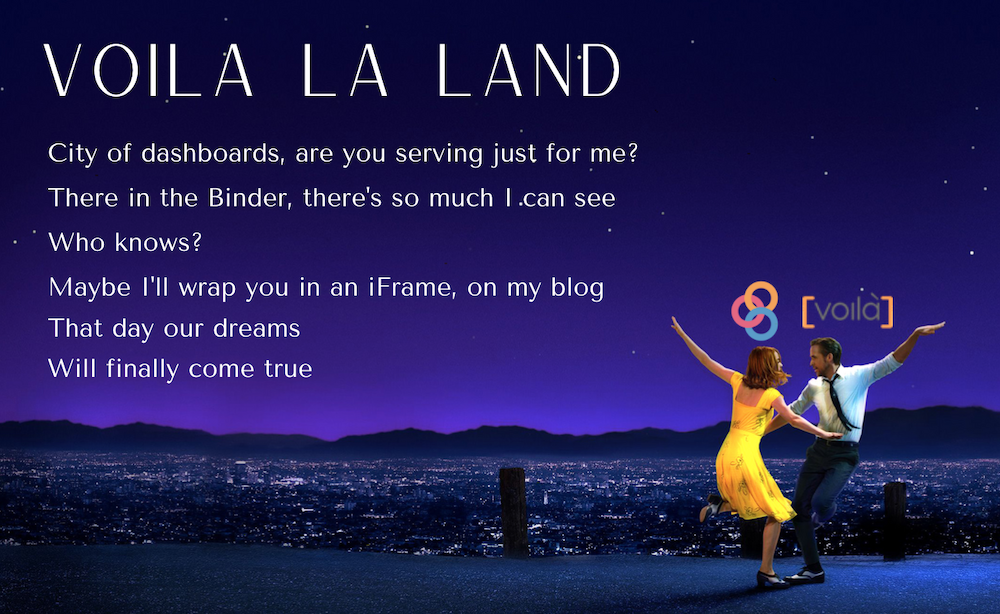 VOILA LA LAND
City of dashboards, are you serving just for me?
There in the Binder, there's so much I can see
Who knows?
Maybe I'll wrap you in an iFrame, on my blog
That day our dreams
Will finally come true
[voilà]